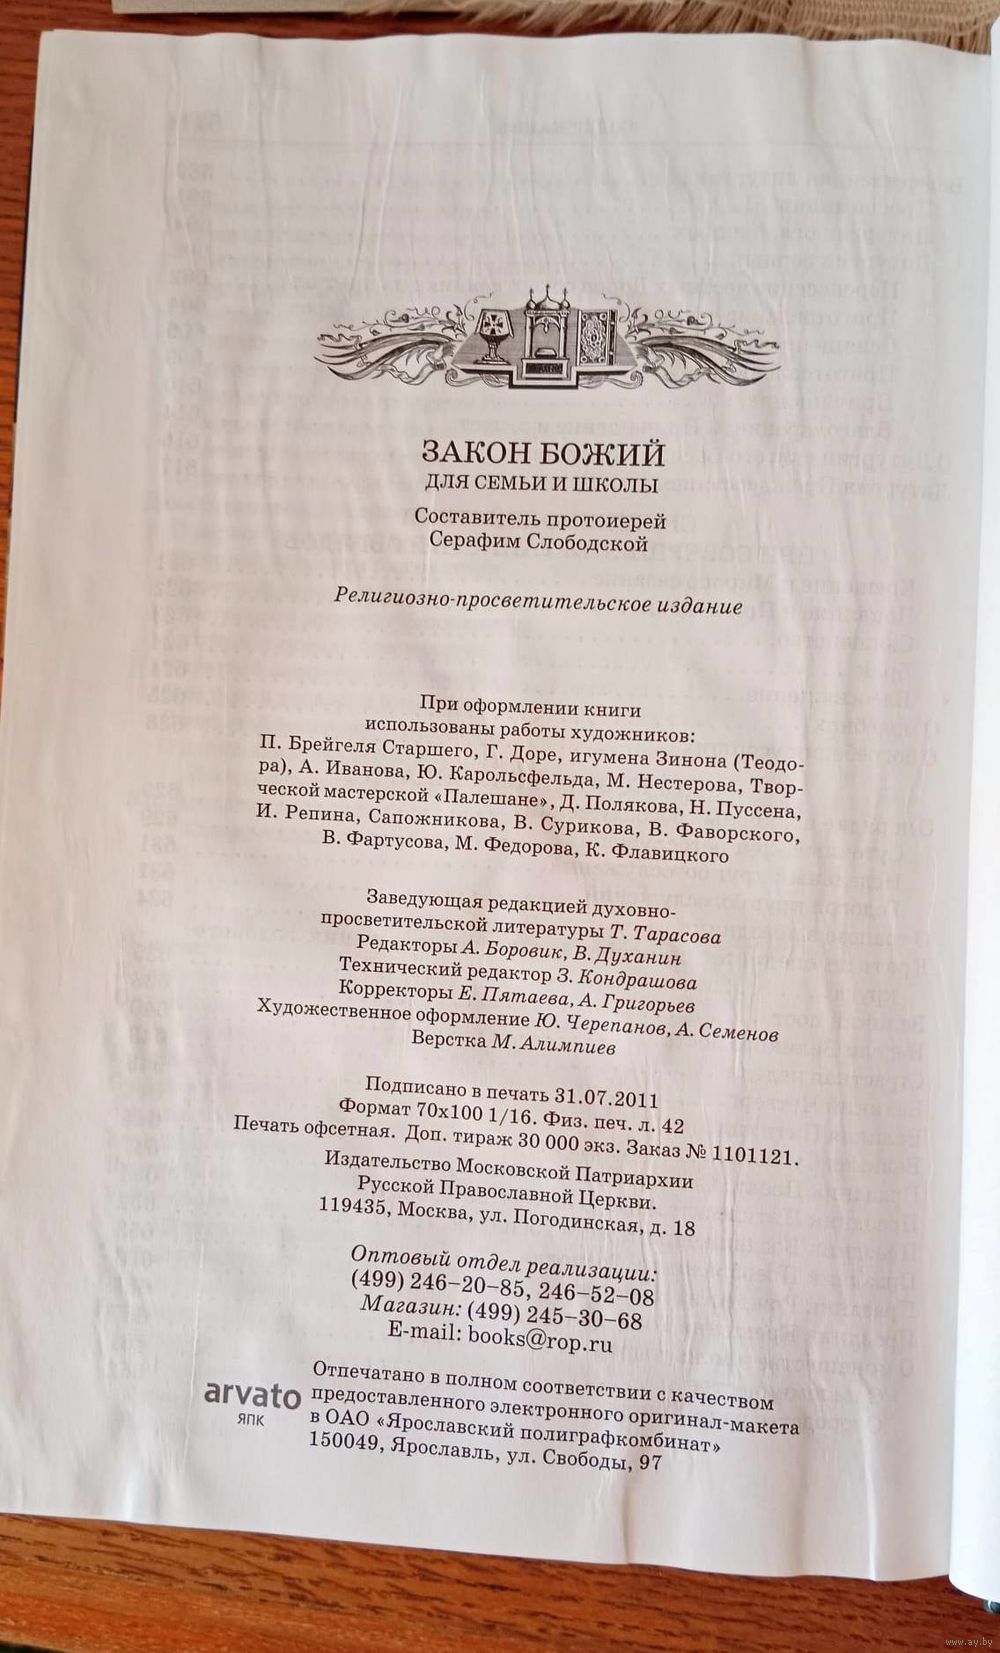 ЗАКОН БОЖИЙ
ДЛЯ СЕМЬИ И ШКОЛЫ
Составитель протоиерей
Серафим Слободской
Религиозно-просветительское издание
При оформлении книги
использованы работы художников:
П. Брейгеля Старшего, Г. Доре, игумена Зинона (Теодо-
ра), А. Иванова, Ю. Карольсфельда, М. Нестерова, Твор-
ческой мастерской «Палешане», Д. Полякова, Н. Пуссена,
И. Репина, Сапожникова, В. Сурикова, В. Фаворского,
В. Фартусова, М. Федорова, К. Флавицкого
Заведующая редакцией духовно-
просветительской литературы Т. Тарасова
Редакторы А. Боровик, В. Духанин
Технический редактор З. Кондрашова
Корректоры Е. Пятаева, А. Григорьев
Художественное оформление Ю. Черепанов, А. Семенов
Верстка М. Алимпиев
Подписано в печать 31.07.2011
Формат 70х100 1/16. Физ. печ. л. 42
Печать офсетная. Доп. тираж 30 000 экз. Заказ № 1101121.
Издательство Московской Патриархии
Русской Православной Церкви.
119435, Москва, ул. Погодинская, д. 18
Оптовый отдел реализации:
(499) 246–20–85, 246–52–08
Магазин: (499) 245–30–68
E-mail: books@rop.ru
arvato
ЯПК
Отпечатано в полном соответствии с качеством
предоставленного электронного оригинал-макета
в ОАО «Ярославский полиграфкомбинат»
150049, Ярославль, ул. Свободы, 97
www.ay.by